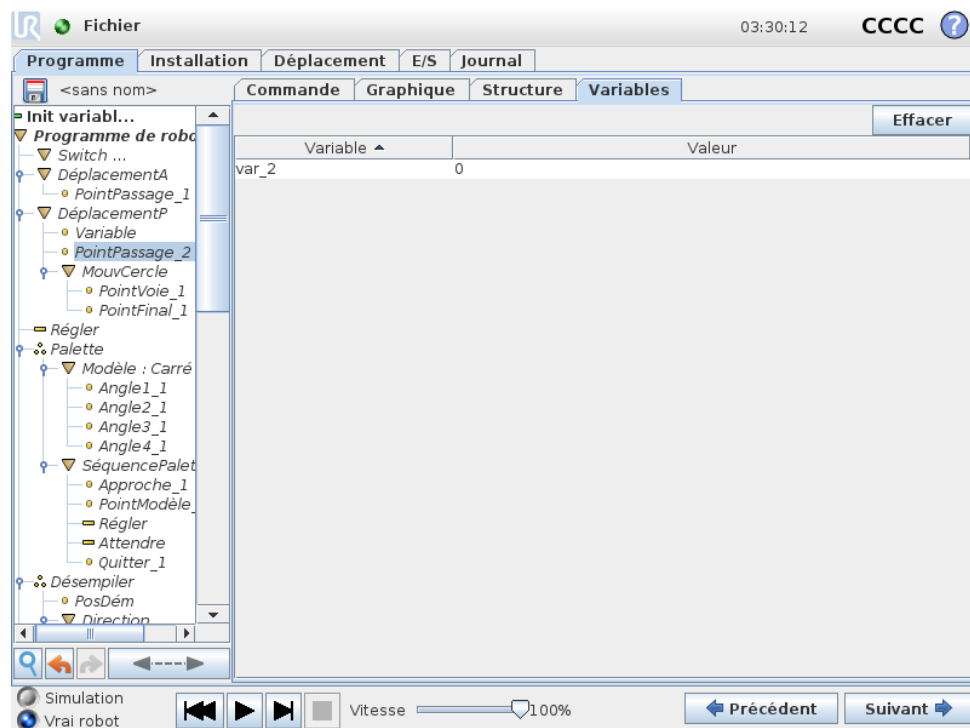 Fichier 03:30:12 CCCC ?
Programme Installation Déplacement E/S Journal
<sans nom> Commande Graphique Structure Variables
Init variabl...
Effacer
Programme de robo
Variable Valeur
Switch ...
var_2 0
DéplacementA
PointPassage_1
DéplacementP
Variable
PointPassage_2
MouvCercle
PointVoie_1
PointFinal_1
Régler
Palette
Modèle : Carré
Angle1_1
Angle2_1
Angle3_1
Angle4_1
SéquencePalet
Approche_1
PointModèle_
Régler
Attendre
Quitter_1
Désempiler
PosDém
Direction
Simulation
Vrai robot
Vitesse 100% Précédent Suivant